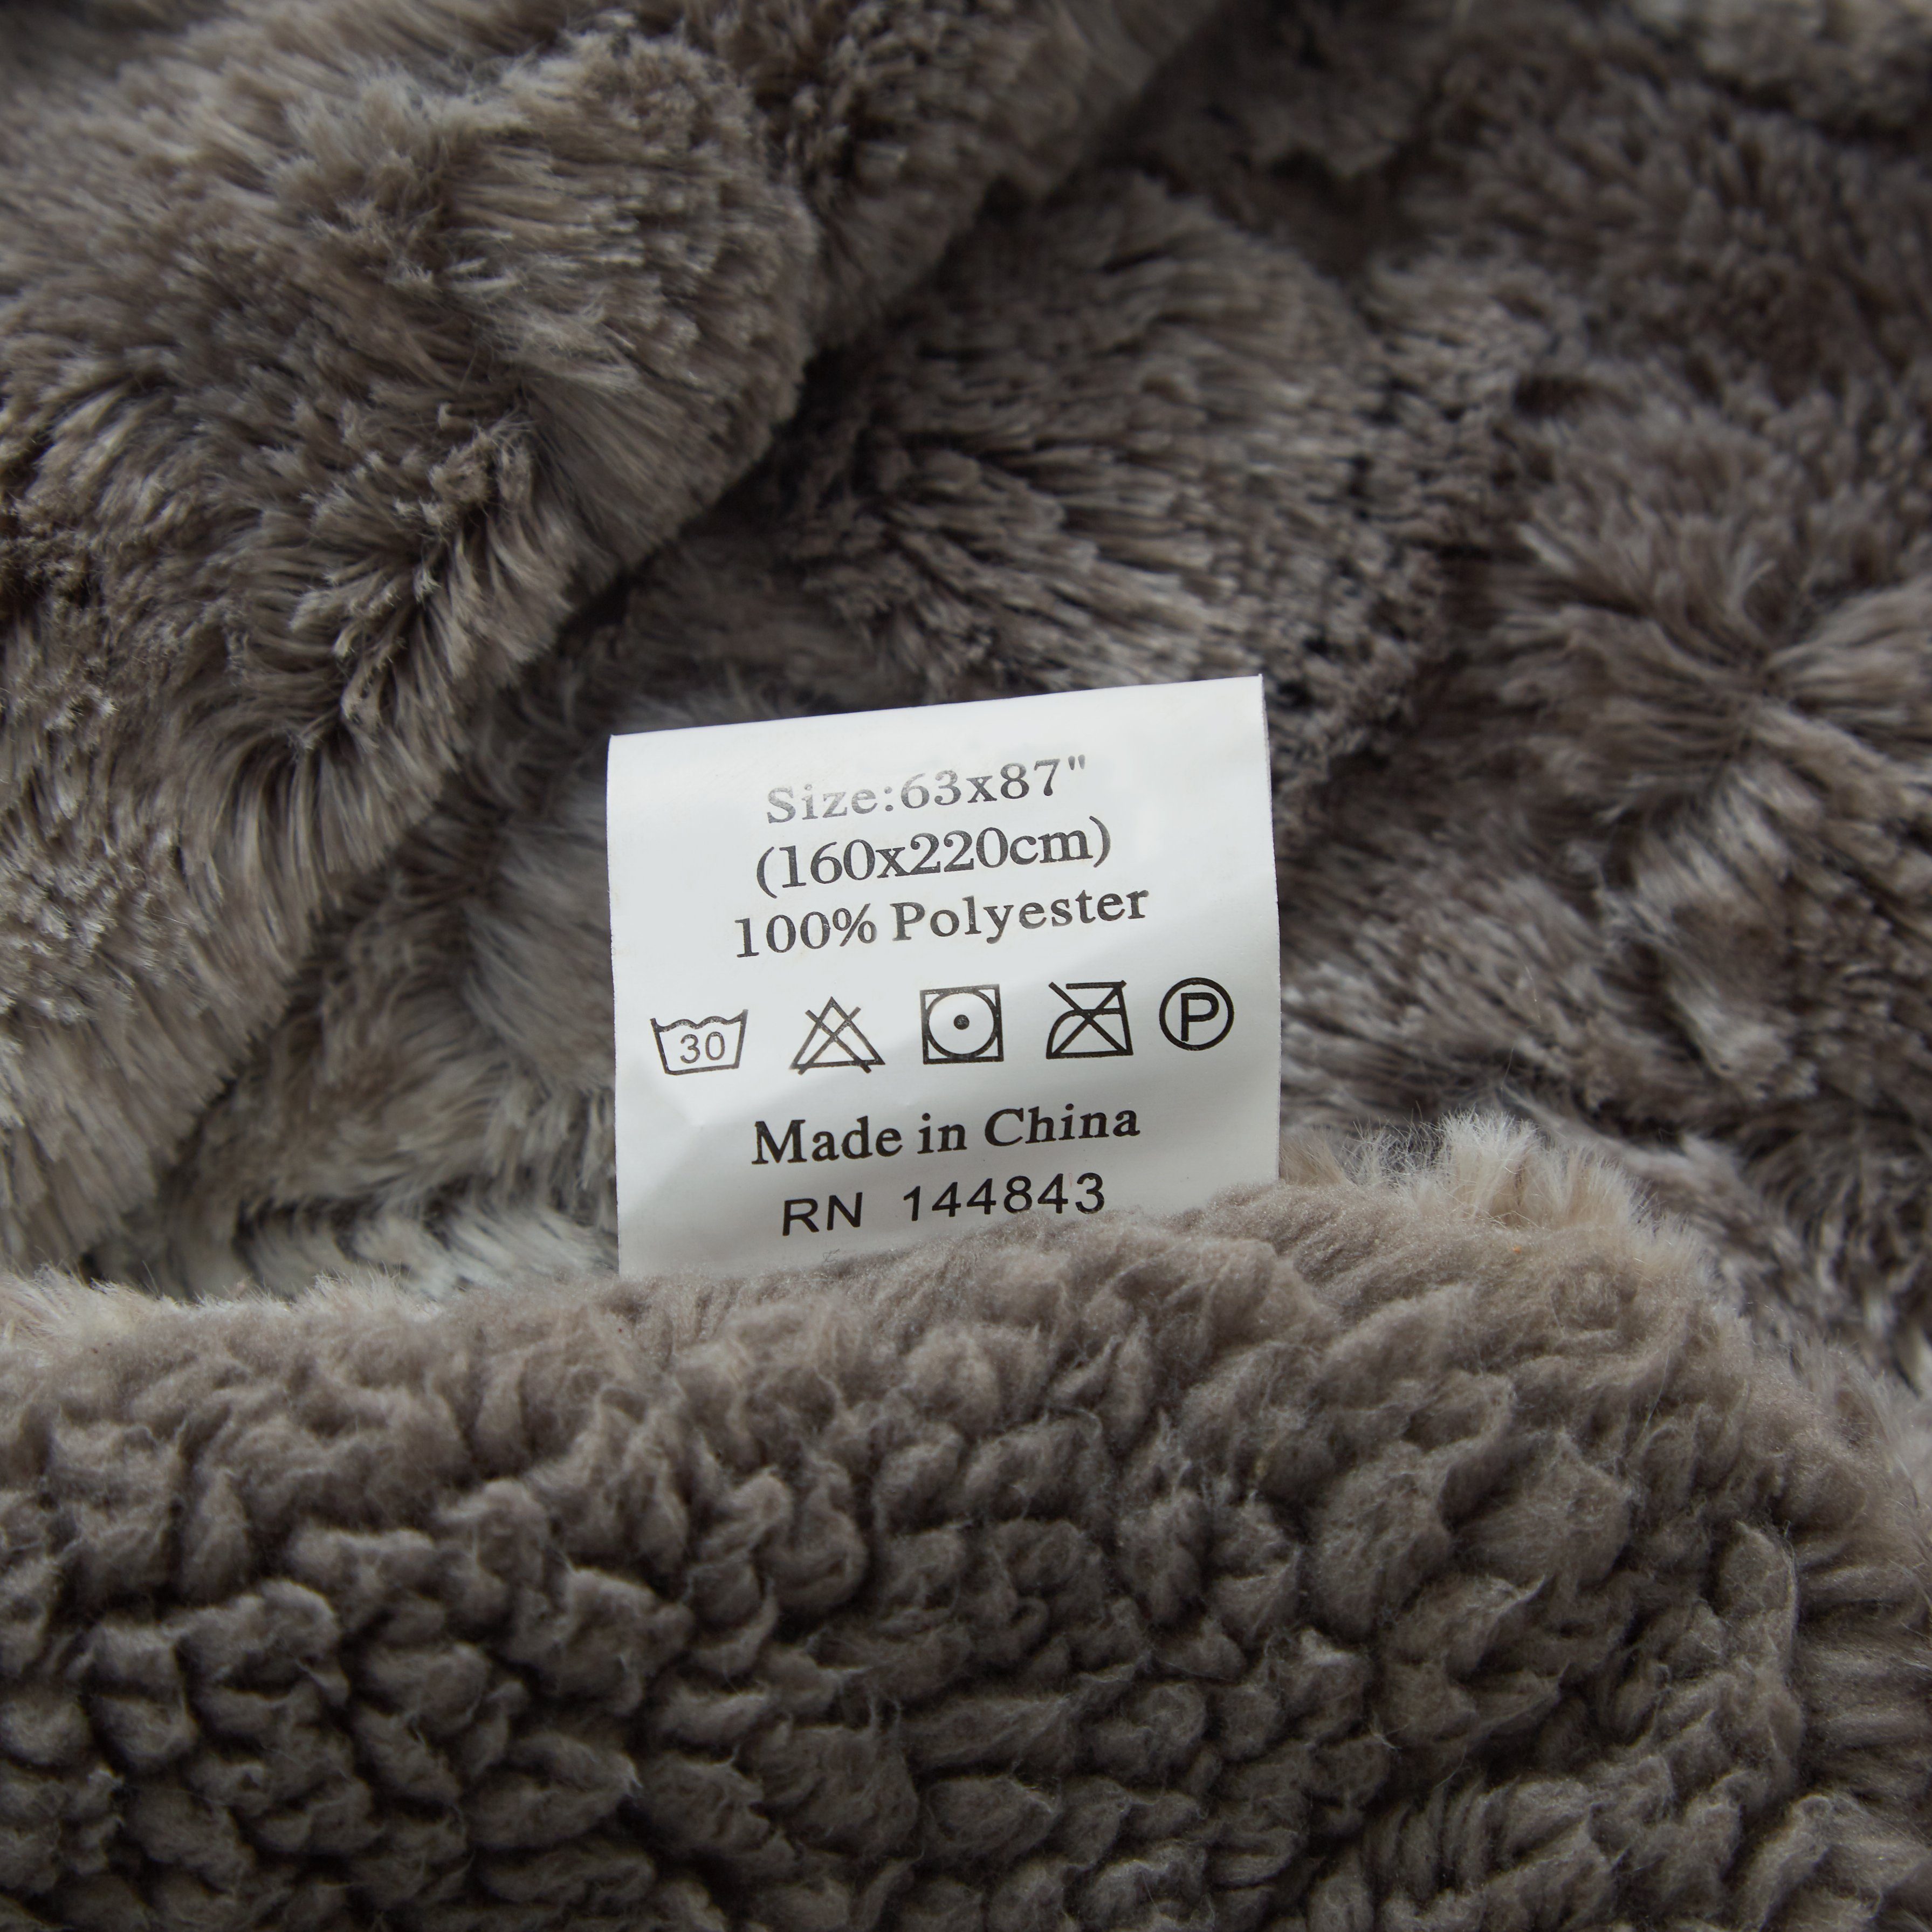 Size:63x87"
(160x220cm)
100% Polyester
30 P
Made in China
RN 144843